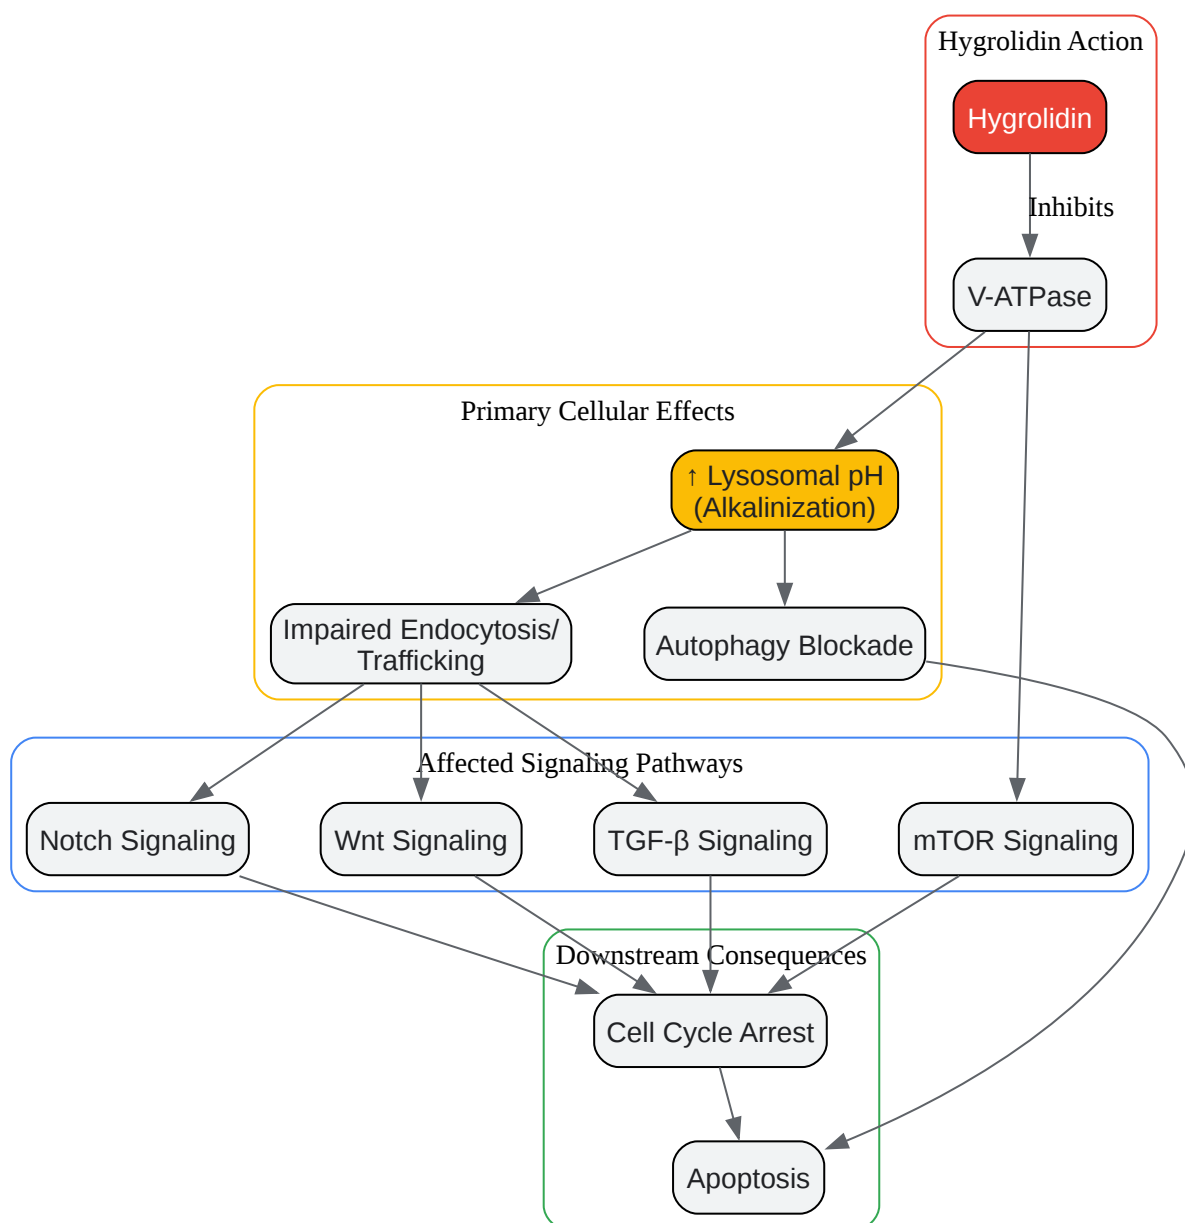 Hygrolidin Action
Hygrolidin
Inhibits
V-ATPase
Primary Cellular Effects
↑ Lysosomal pH
(Alkalinization)
Impaired Endocytosis/
Trafficking
Autophagy Blockade
Affected Signaling Pathways
Notch Signaling
Wnt Signaling
TGF-β Signaling
mTOR Signaling
Downstream Consequences
Cell Cycle Arrest
Apoptosis